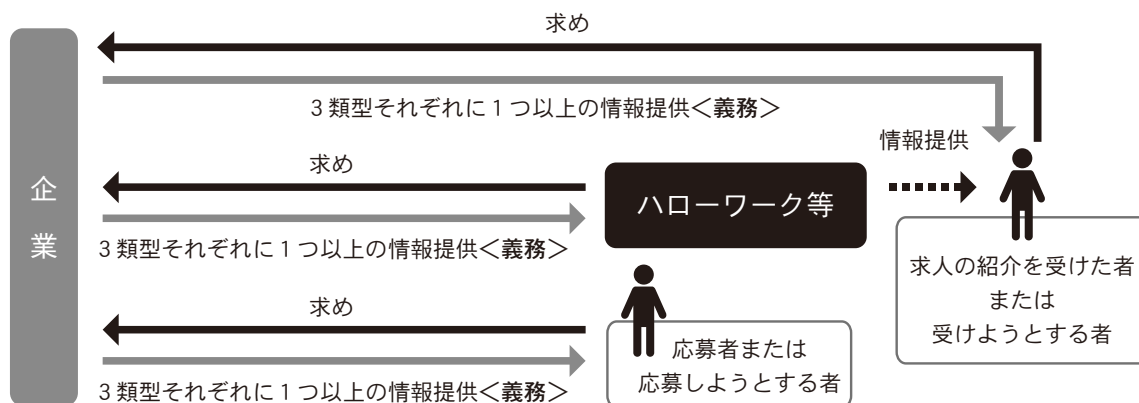 求め
3類型それぞれに1つ以上の情報提供<義務>
情報提供
企業
求め
ハローワーク等
3類型それぞれに1つ以上の情報提供<義務>
求人の紹介を受けた者
または
受けようとする者
求め
応募者または
応募しようとする者
3類型それぞれに1つ以上の情報提供<義務>